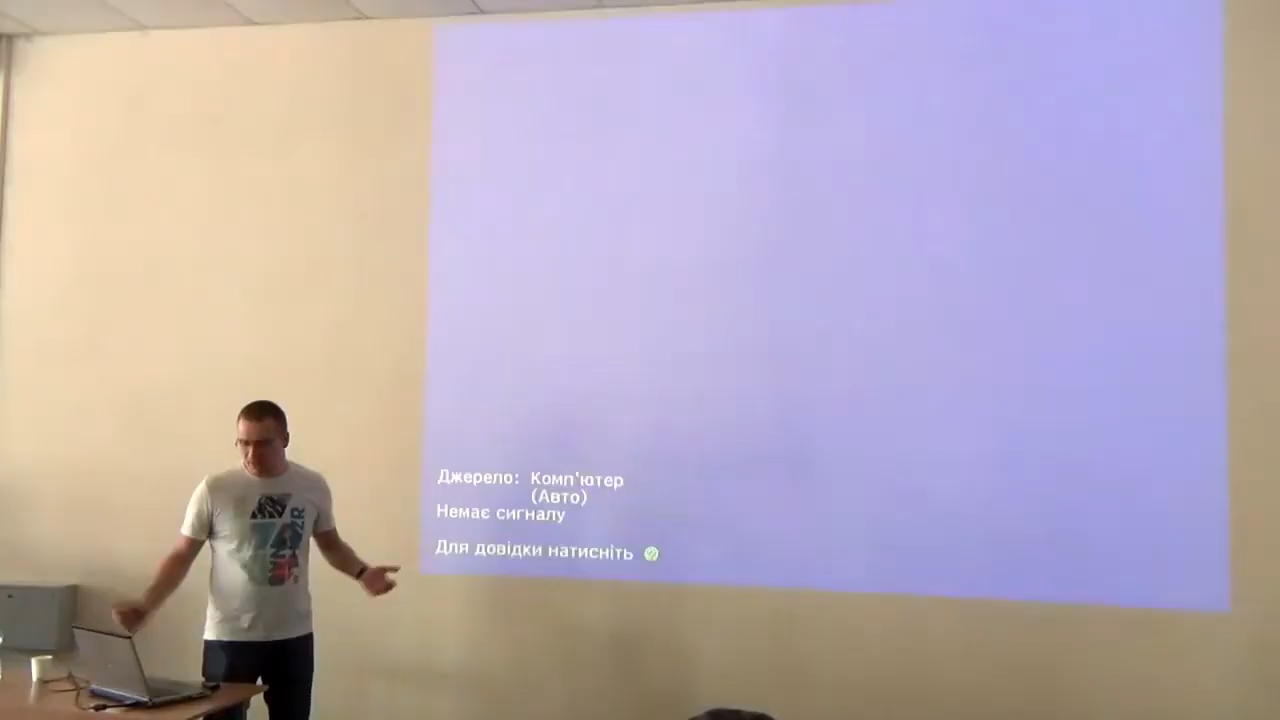 Джерело: Комп'ютер
(Авто)
Немає сигналу
Для довідки натисніть